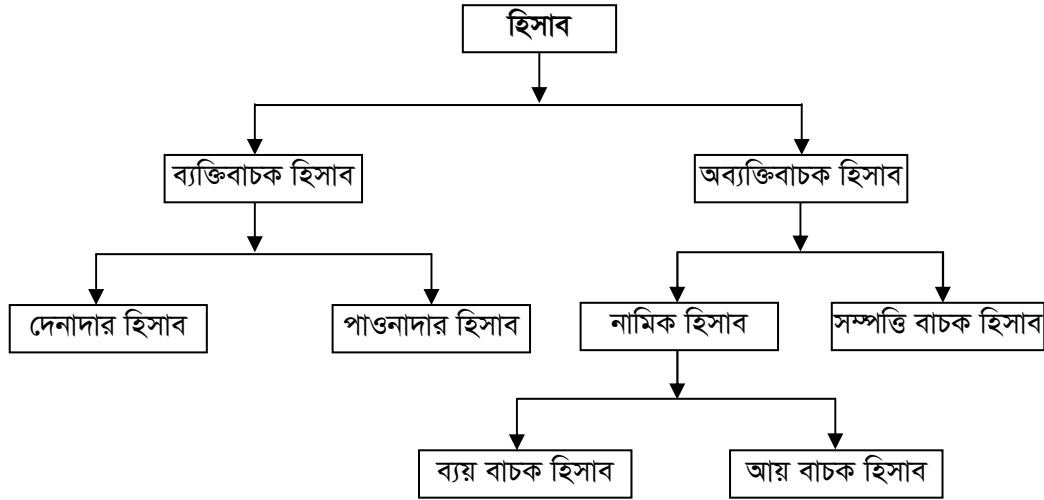 হিসাব
ব্যক্তিবাচক হিসাব
অব্যক্তিবাচক হিসাব
দেনাদার হিসাব
পাওনাদার হিসাব
নামিক হিসাব
সম্পত্তি বাচক হিসাব
ব্যয় বাচক হিসাব
আয় বাচক হিসাব